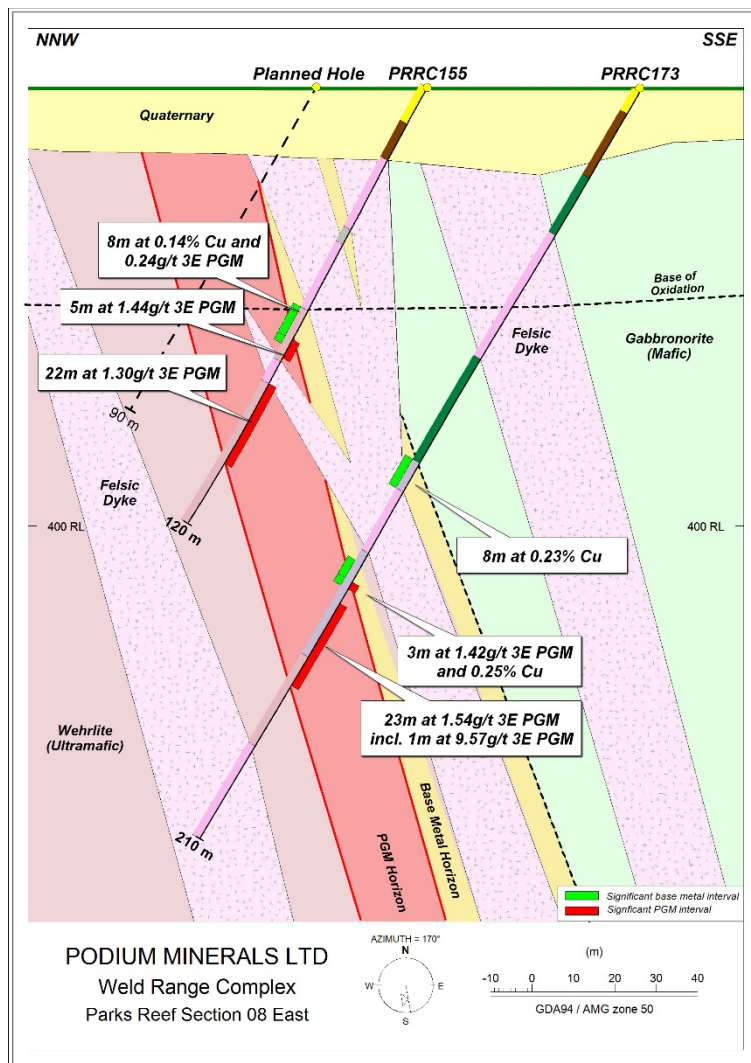 NNW
SSE
Planned Hole
PRRC155
PRRC173
Quaternary
8m at 0.14% Cu and
0.24g/t 3E PGM
5m at 1.44g/t 3E PGM
22m at 1.30g/t 3E PGM
Base of
Oxidation
Felsic
Dyke
Gabbronorite
(Mafic)
90 m
Felsic
Dyke
120 m
400 RL
400 RL
8m at 0.23% Cu
3m at 1.42g/t 3E PGM
and 0.25% Cu
23m at 1.54g/t 3E PGM
incl. 1m at 9.57g/t 3E PGM
Wehrlite
(Ultramafic)
210 m
PGM Horizon
Base Metal Horizon
Significant base metal interval
Signficant PGM interval
PODIUM MINERALS LTD
Weld Range Complex
Parks Reef Section 08 East
AZIMUTH = 170°
N
W
E
S
(m)
-10 0 10 20 30 40
GDA94 / AMG zone 50